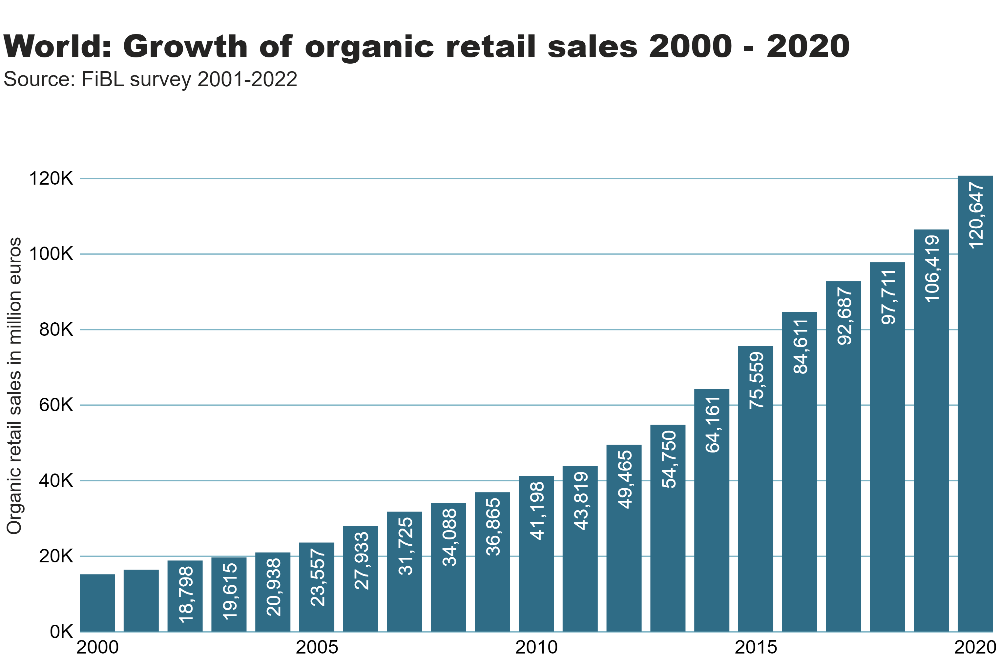 World: Growth of organic retail sales 2000 - 2020
Source: FiBL survey 2001-2022
Organic retail sales in million euros
120K
100K
80K
60K
40K
20K
0K
18,798
19,615
20,938
23,557
27,933
31,725
34,088
36,865
41,198
43,819
49,465
54,750
64,161
75,559
84,611
92,687
97,711
106,419
120,647
2000
2005
2010
2015
2020